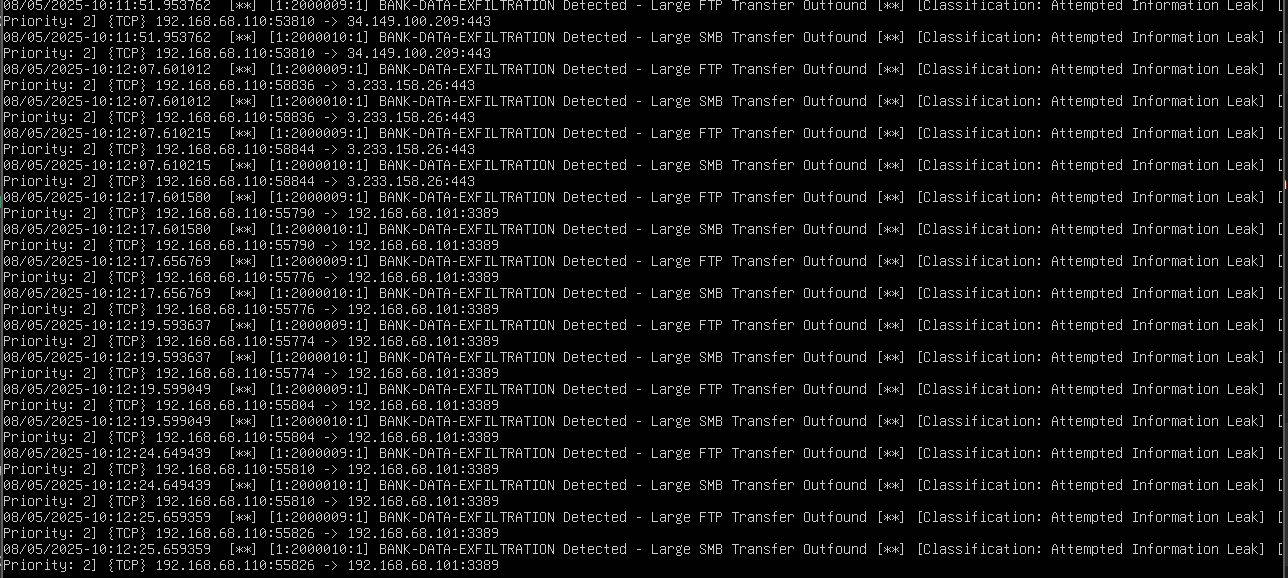 08/05/2025-10:11:51.953762  [**] [1:2000009:1] BANK-DATA-EXFILTRATION Detected - Large FTP Transfer Outfound [**] [Classification: Attempted Information Leak] [
Priority: 2] {TCP} 192.168.68.110:53810 -> 34.149.100.209:443
08/05/2025-10:11:51.953762  [**] [1:2000010:1] BANK-DATA-EXFILTRATION Detected - Large SMB Transfer Outfound [**] [Classification: Attempted Information Leak] [
Priority: 2] {TCP} 192.168.68.110:53810 -> 34.149.100.209:443
08/05/2025-10:12:07.601012  [**] [1:2000009:1] BANK-DATA-EXFILTRATION Detected - Large FTP Transfer Outfound [**] [Classification: Attempted Information Leak] [
Priority: 2] {TCP} 192.168.68.110:58836 -> 3.233.158.26:443
08/05/2025-10:12:07.601012  [**] [1:2000010:1] BANK-DATA-EXFILTRATION Detected - Large SMB Transfer Outfound [**] [Classification: Attempted Information Leak] [
Priority: 2] {TCP} 192.168.68.110:58836 -> 3.233.158.26:443
08/05/2025-10:12:07.610215  [**] [1:2000009:1] BANK-DATA-EXFILTRATION Detected - Large FTP Transfer Outfound [**] [Classification: Attempted Information Leak] [
Priority: 2] {TCP} 192.168.68.110:58844 -> 3.233.158.26:443
08/05/2025-10:12:07.610215  [**] [1:2000010:1] BANK-DATA-EXFILTRATION Detected - Large SMB Transfer Outfound [**] [Classification: Attempted Information Leak] [
Priority: 2] {TCP} 192.168.68.110:58844 -> 3.233.158.26:443
08/05/2025-10:12:17.601580  [**] [1:2000009:1] BANK-DATA-EXFILTRATION Detected - Large FTP Transfer Outfound [**] [Classification: Attempted Information Leak] [
Priority: 2] {TCP} 192.168.68.110:55790 -> 192.168.68.101:3389
08/05/2025-10:12:17.601580  [**] [1:2000010:1] BANK-DATA-EXFILTRATION Detected - Large SMB Transfer Outfound [**] [Classification: Attempted Information Leak] [
Priority: 2] {TCP} 192.168.68.110:55790 -> 192.168.68.101:3389
08/05/2025-10:12:17.656769  [**] [1:2000009:1] BANK-DATA-EXFILTRATION Detected - Large FTP Transfer Outfound [**] [Classification: Attempted Information Leak] [
Priority: 2] {TCP} 192.168.68.110:55776 -> 192.168.68.101:3389
08/05/2025-10:12:17.656769  [**] [1:2000010:1] BANK-DATA-EXFILTRATION Detected - Large SMB Transfer Outfound [**] [Classification: Attempted Information Leak] [
Priority: 2] {TCP} 192.168.68.110:55776 -> 192.168.68.101:3389
08/05/2025-10:12:19.593637  [**] [1:2000009:1] BANK-DATA-EXFILTRATION Detected - Large FTP Transfer Outfound [**] [Classification: Attempted Information Leak] [
Priority: 2] {TCP} 192.168.68.110:55774 -> 192.168.68.101:3389
08/05/2025-10:12:19.593637  [**] [1:2000010:1] BANK-DATA-EXFILTRATION Detected - Large SMB Transfer Outfound [**] [Classification: Attempted Information Leak] [
Priority: 2] {TCP} 192.168.68.110:55774 -> 192.168.68.101:3389
08/05/2025-10:12:19.599049  [**] [1:2000009:1] BANK-DATA-EXFILTRATION Detected - Large FTP Transfer Outfound [**] [Classification: Attempted Information Leak] [
Priority: 2] {TCP} 192.168.68.110:55804 -> 192.168.68.101:3389
08/05/2025-10:12:19.599049  [**] [1:2000010:1] BANK-DATA-EXFILTRATION Detected - Large SMB Transfer Outfound [**] [Classification: Attempted Information Leak] [
Priority: 2] {TCP} 192.168.68.110:55804 -> 192.168.68.101:3389
08/05/2025-10:12:24.649439  [**] [1:2000009:1] BANK-DATA-EXFILTRATION Detected - Large FTP Transfer Outfound [**] [Classification: Attempted Information Leak] [
Priority: 2] {TCP} 192.168.68.110:55810 -> 192.168.68.101:3389
08/05/2025-10:12:24.649439  [**] [1:2000010:1] BANK-DATA-EXFILTRATION Detected - Large SMB Transfer Outfound [**] [Classification: Attempted Information Leak] [
Priority: 2] {TCP} 192.168.68.110:55810 -> 192.168.68.101:3389
08/05/2025-10:12:25.659359  [**] [1:2000009:1] BANK-DATA-EXFILTRATION Detected - Large FTP Transfer Outfound [**] [Classification: Attempted Information Leak] [
Priority: 2] {TCP} 192.168.68.110:55826 -> 192.168.68.101:3389
08/05/2025-10:12:25.659359  [**] [1:2000010:1] BANK-DATA-EXFILTRATION Detected - Large SMB Transfer Outfound [**] [Classification: Attempted Information Leak] [
Priority: 2] {TCP} 192.168.68.110:55826 -> 192.168.68.101:3389